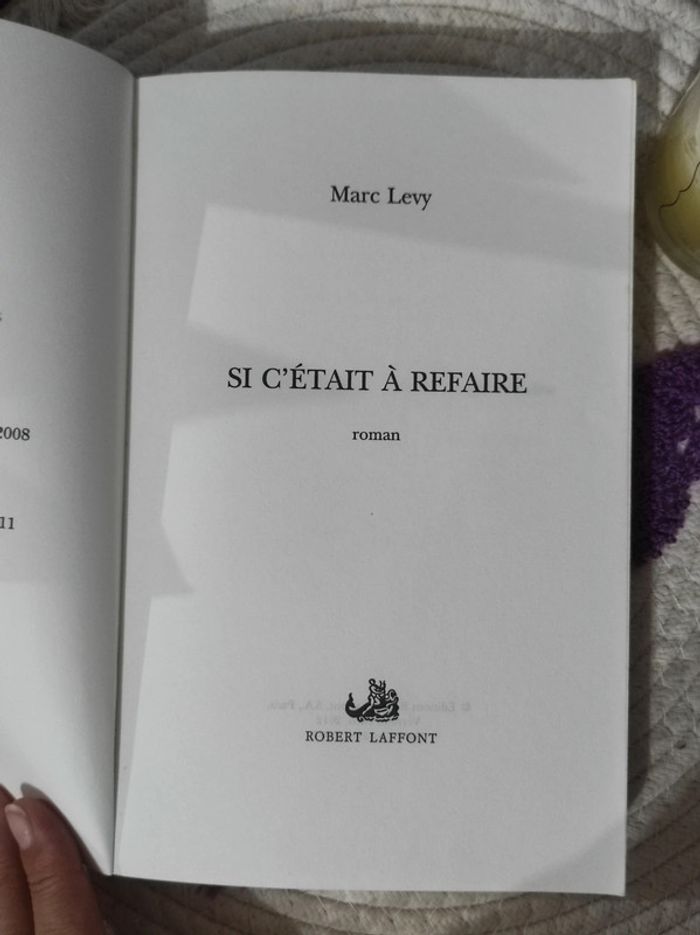 2008
11
Marc Levy
SI C'ÉTAIT À REFAIRE
roman
ROBERT LAFFONT